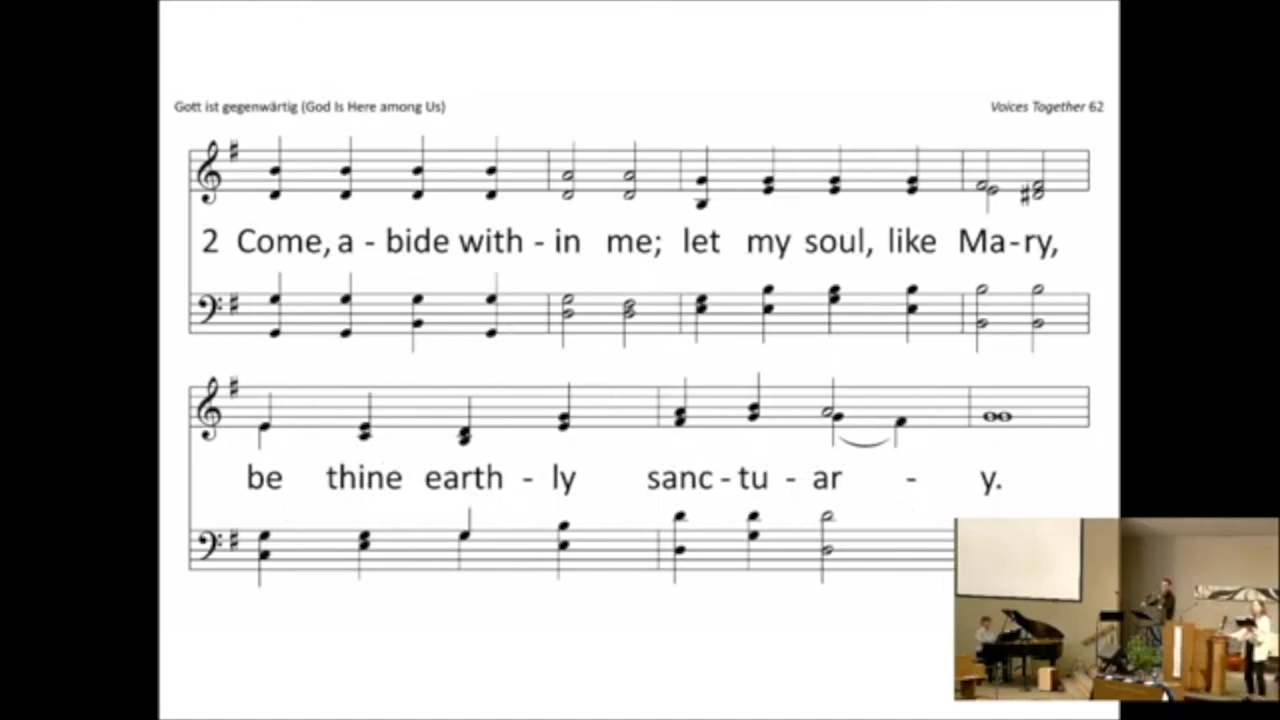 Gott ist gegenwärtig (God Is Here among Us)
Voices Together 62
2 Come, a - bide with - in me; let my soul, like Ma - ry,
be thine earth - ly sanc - tu - ar - y.